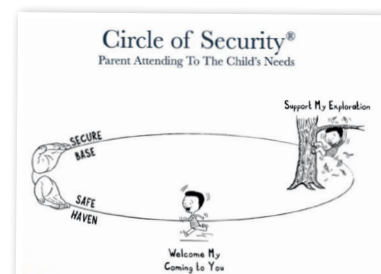 Circle of Security®
Parent Attending To The Child's Needs
Support My Exploration
SECURE
BASE
SAFE
HAVEN
Welcome My
Coming to You